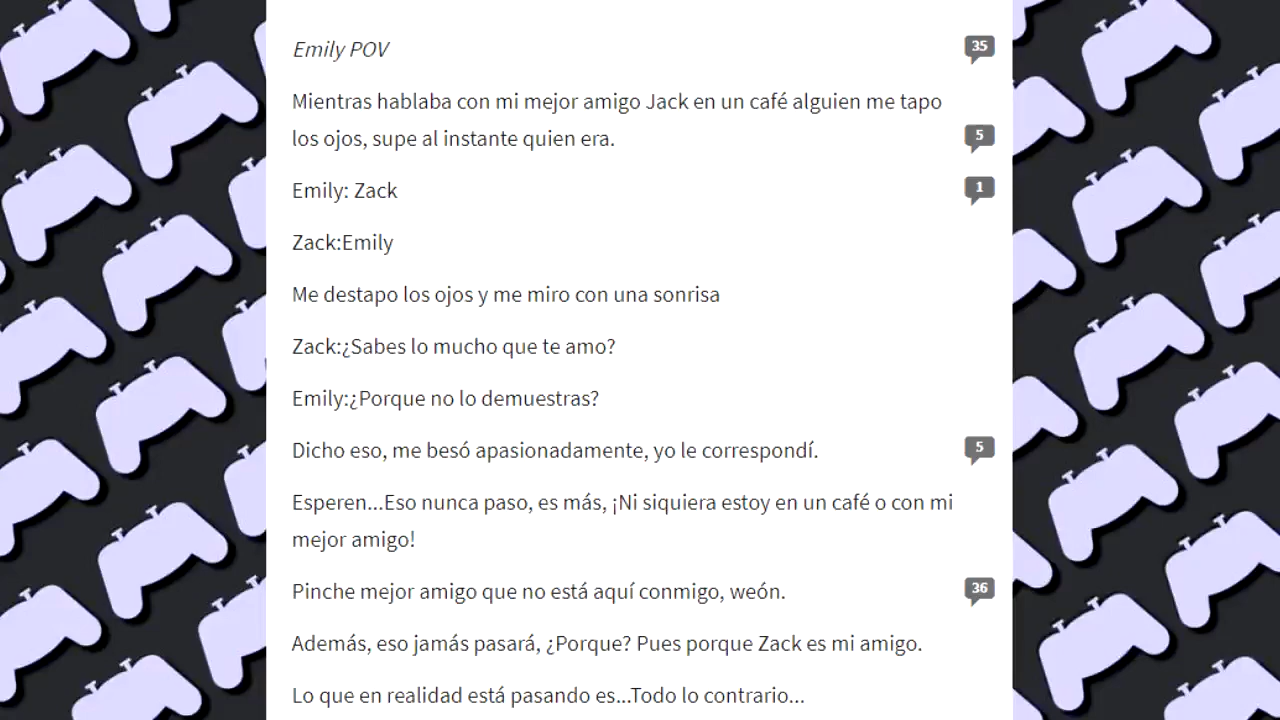 Emily POV
35
Mientras hablaba con mi mejor amigo Jack en un café alguien me tapo
los ojos, supe al instante quien era.
5
Emily: Zack
1
Zack:Emily
Me destapo los ojos y me miro con una sonrisa
Zack:¿Sabes lo mucho que te amo?
Emily:¿Porque no lo demuestras?
Dicho eso, me besó apasionadamente, yo le correspondí.
5
Esperen...Eso nunca paso, es más, ¡Ni siquiera estoy en un café o con mi
mejor amigo!
Pinche mejor amigo que no está aquí conmigo, weón.
36
Además, eso jamás pasará, ¿Porque? Pues porque Zack es mi amigo.
Lo que en realidad está pasando es...Todo lo contrario...